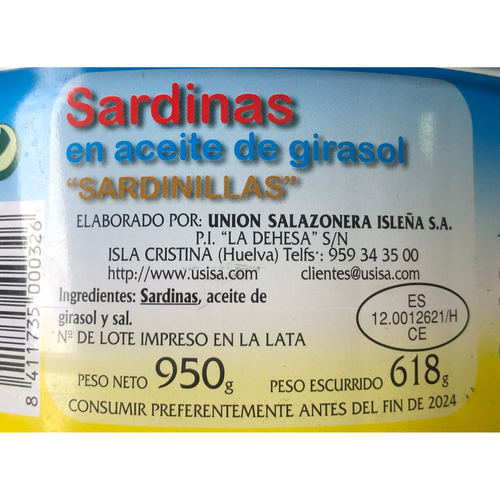 Sardinas
en aceite de girasol
"SARDINILLAS"
ELABORADO POR: UNION SALAZONERA ISLEÑA S.A.
P.I. "LA DEHESA" S/N
ISLA CRISTINA (Huelva) Telfs·: 959 34 35 00
http://www.usisa.com clientes@usisa.com
Ingredientes: Sardinas, aceite de
girasol y sal.
Nº DE LOTE IMPRESO EN LA LATA
ES
12.0012621/H
CE
PESO NETO 950g PESO ESCURRIDO 618g
CONSUMIR PREFERENTEMENTE ANTES DEL FIN DE 2024
8 411735 000326